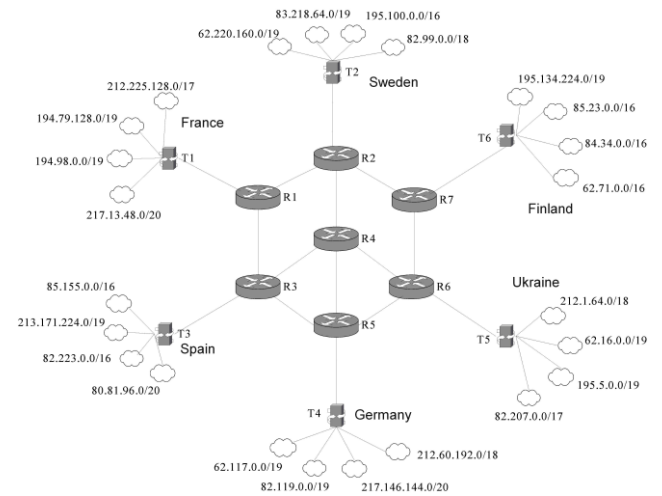 83.218.64.0/19
195.100.0.0/16
62.220.160.0/19
82.99.0.0/18
T2
Sweden
212.225.128.0/17
195.134.224.0/19
194.79.128.0/19
France
85.23.0.0/16
T6
84.34.0.0/16
194.98.0.0/19
T1
R2
62.71.0.0/16
217.13.48.0/20
R1
R7
Finland
R4
85.155.0.0/16
R3
R6
Ukraine
212.1.64.0/18
213.171.224.0/19
T3
R5
T5
62.16.0.0/19
82.223.0.0/16
Spain
195.5.0.0/19
80.81.96.0/20
82.207.0.0/17
T4
Germany
62.117.0.0/19
212.60.192.0/18
82.119.0.0/19
217.146.144.0/20